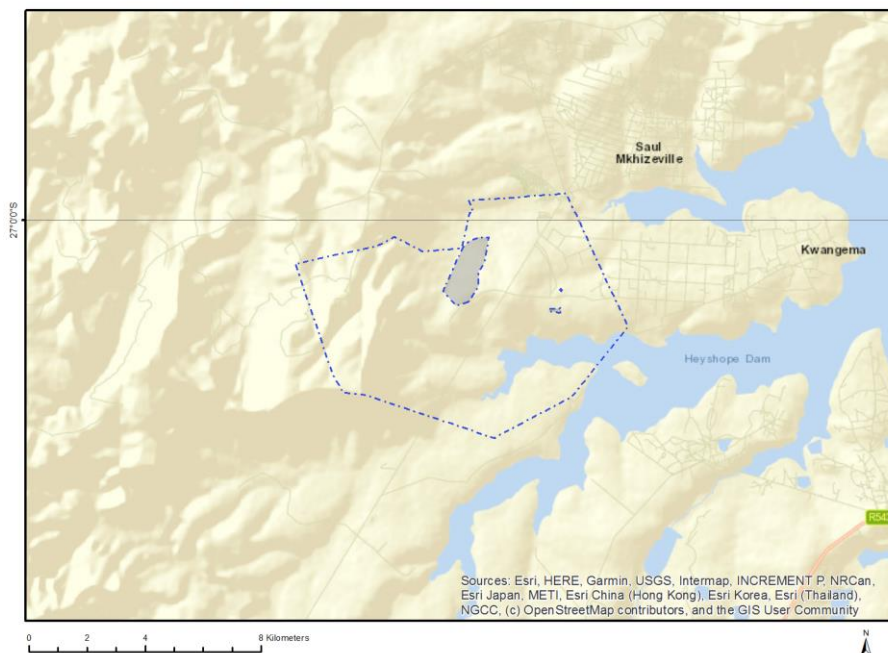 Saul
Mkhizeville
27°0'0"S
Kwangema
Heyshope Dam
Sources: Esri, HERE, Garmin, USGS, Intermap, INCREMENT P, NRCan,
Esri Japan, METI, Esri China (Hong Kong), Esri Korea, Esri (Thailand),
NGCC, (c) OpenStreetMap contributors, and the GIS User Community
0 2 4 8 Kilometers
N